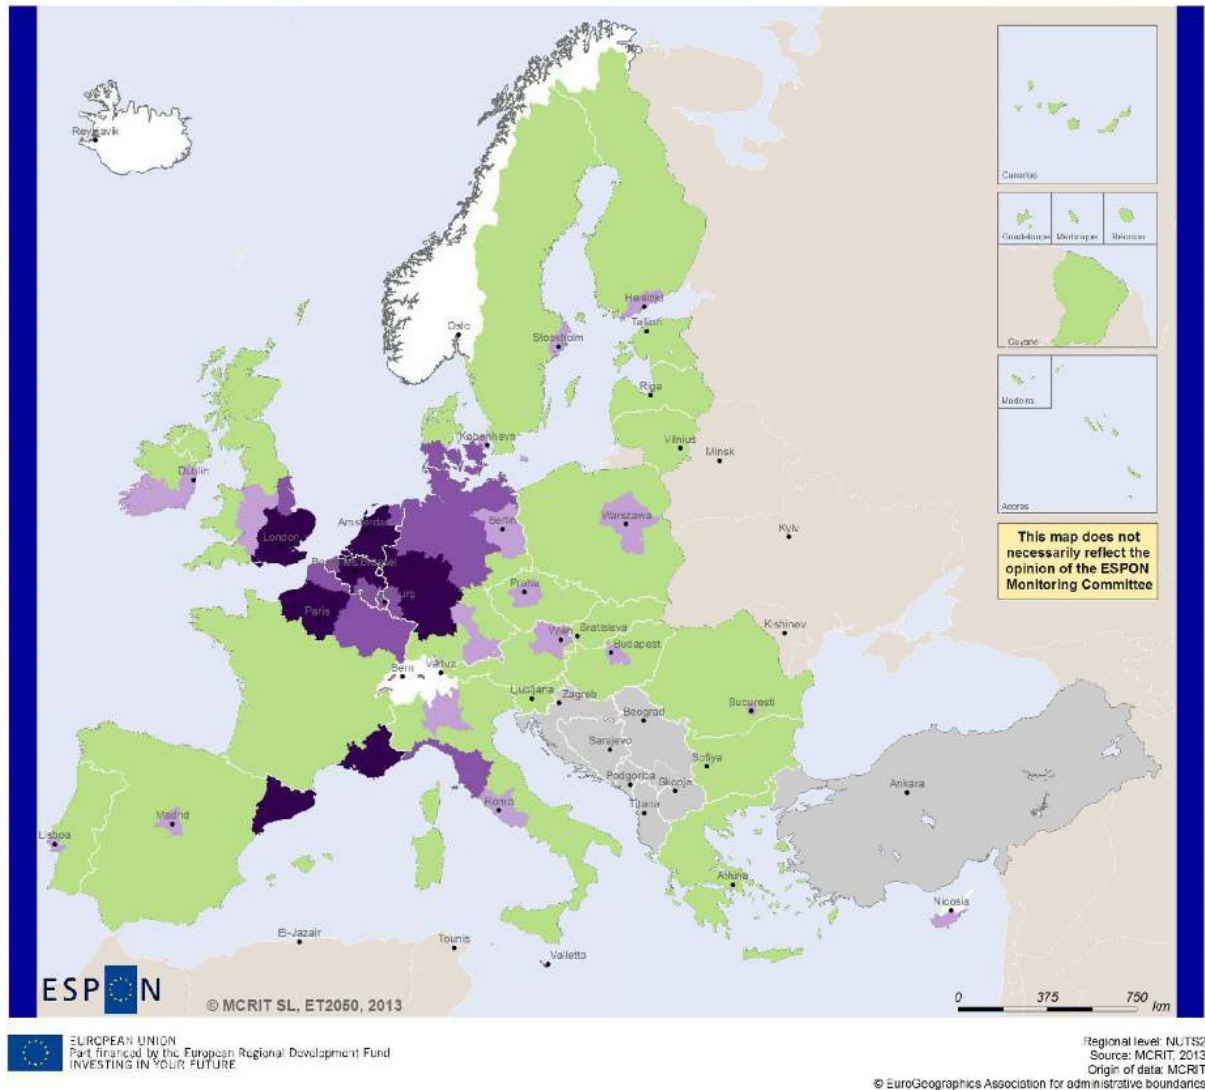 Reykjavik
Canarias
Guadeloupe
Martinique
Réunion
Guyane
Madeira
Acores
This map does not
necessarily reflect the
opinion of the ESPON
Monitoring Committee
Oslo
Helsinki
Tallinn
Stockholm
Riga
København
Vilnius
Minsk
Dublin
Amsterdam
Berlin
Warszawa
London
Kyiv
Praha
Paris
Wien
Bratislava
Kishinev
Budapest
Bern
Vaduz
Ljubljana
Zagreb
Bucuresti
Beograd
Sarajevo
Sofiya
Podgorica
Skopje
Ankara
Tirana
Roma
Madrid
Lisboa
Athina
Nicosia
El-Jazair
Tounis
Valletta
ESPON
© MCRIT SL, ET2050, 2013
0 375 750
km
EUROPEAN UNION
Part financed by the European Regional Development Fund
INVESTING IN YOUR FUTURE
Regional level: NUTS2
Source: MCRIT, 2013
Origin of data: MCRIT
© EuroGeographics Association for administrative boundaries